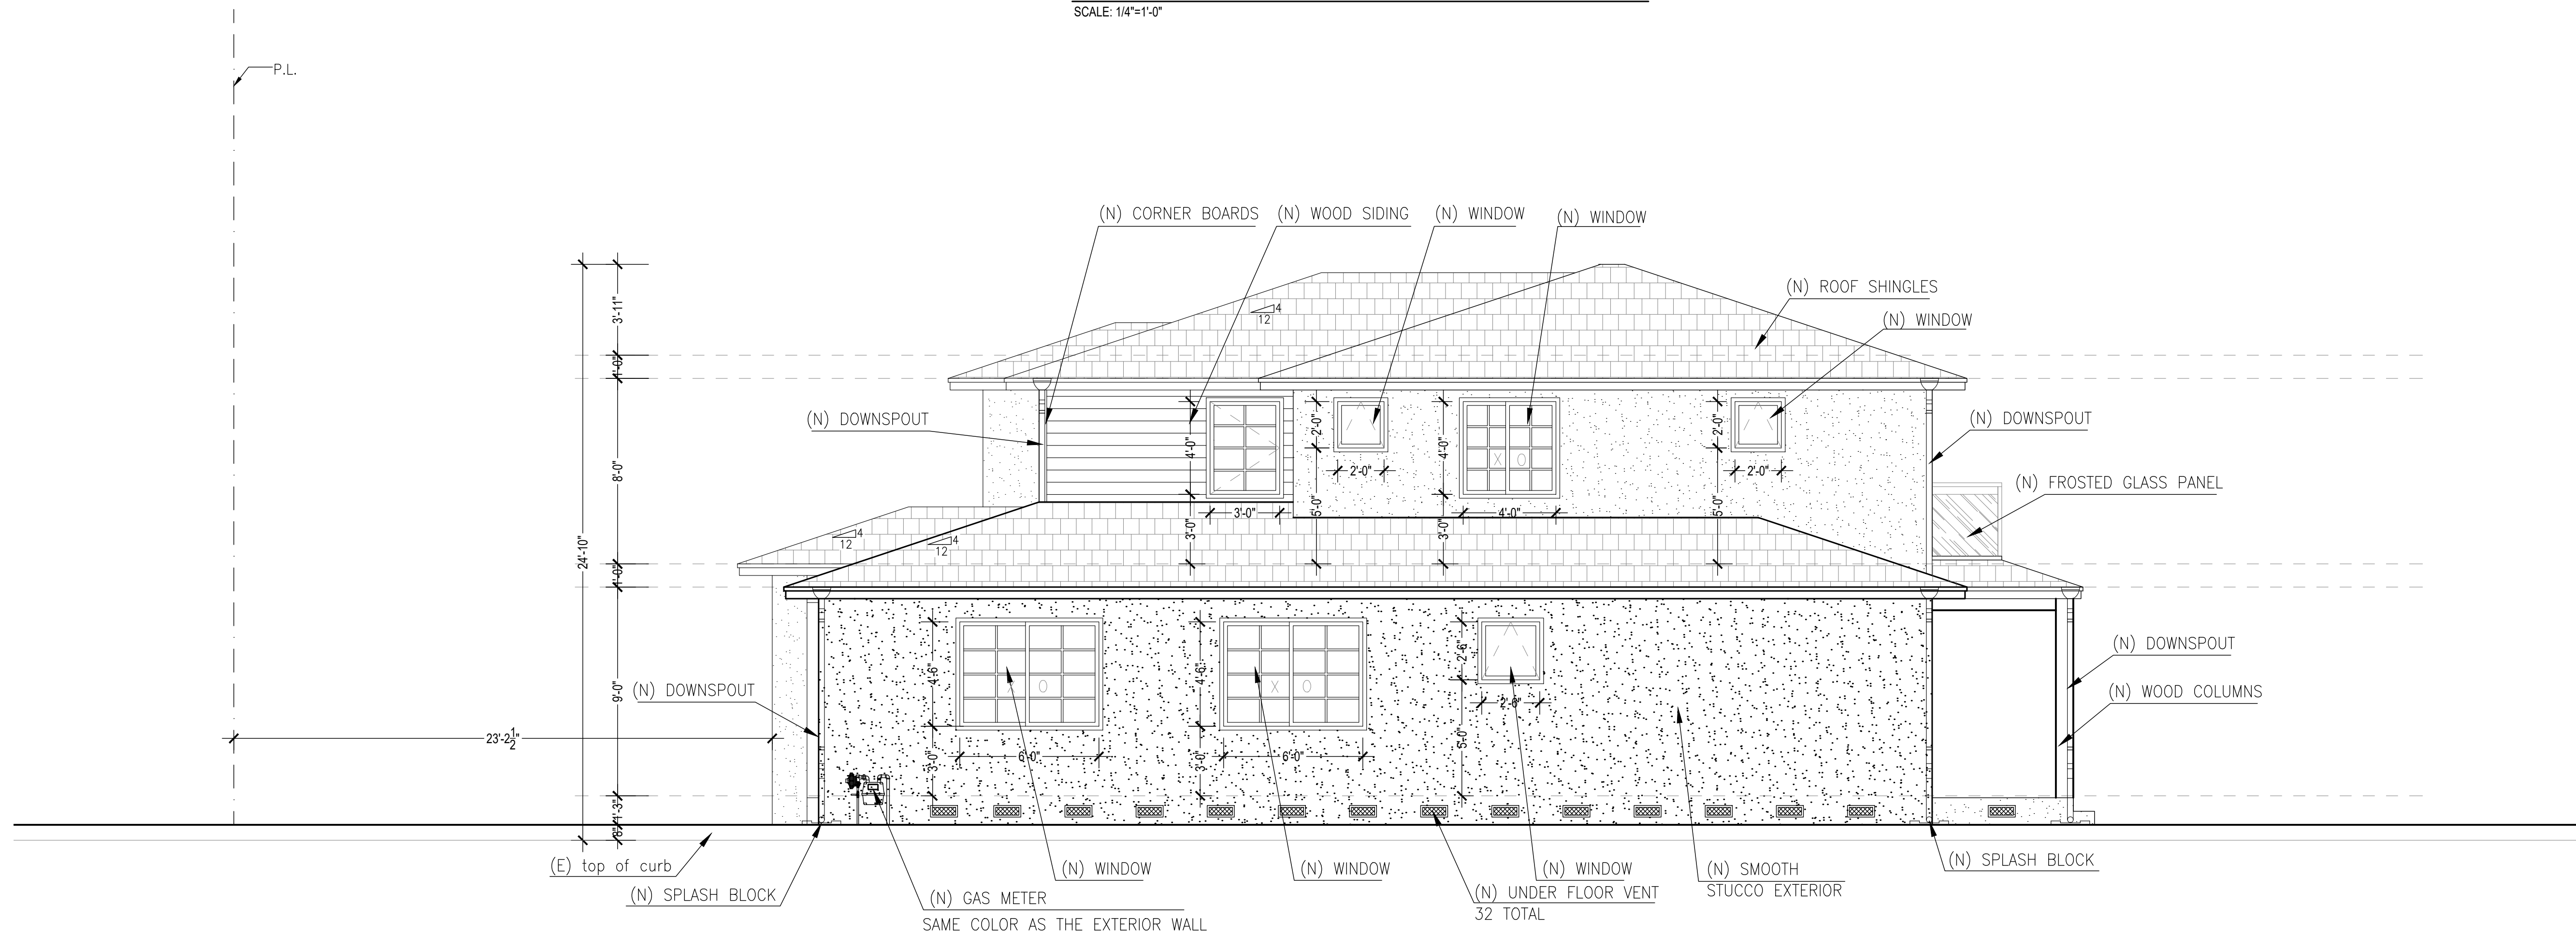 SCALE: 1/4"=1'-0"
P.L.
(N) CORNER BOARDS
(N) WOOD SIDING
(N) WINDOW
(N) WINDOW
(N) ROOF SHINGLES
(N) WINDOW
3'-11"
4
12
1'-0"
(N) DOWNSPOUT
(N) DOWNSPOUT
8'-0"
4'-0"
2'-0"
4'-0"
2'-0"
2'-0"
X O
2'-0"
(N) FROSTED GLASS PANEL
3'-0"
5'-0"
4'-0"
5'-0"
3'-0"
3'-0"
4
12
4
12
24'-10"
1'-0"
4'-6"
4'-6"
2'-6"
(N) DOWNSPOUT
9'-0"
(N) DOWNSPOUT
X O
X O
2'-6"
(N) WOOD COLUMNS
23'-2 1/2"
5'-0"
3'-0"
6'-0"
3'-0"
6'-0"
1'-3"
8"
(E) top of curb
(N) SPLASH BLOCK
(N) GAS METER
SAME COLOR AS THE EXTERIOR WALL
(N) WINDOW
(N) WINDOW
(N) WINDOW
(N) UNDER FLOOR VENT
32 TOTAL
(N) SMOOTH
STUCCO EXTERIOR
(N) SPLASH BLOCK